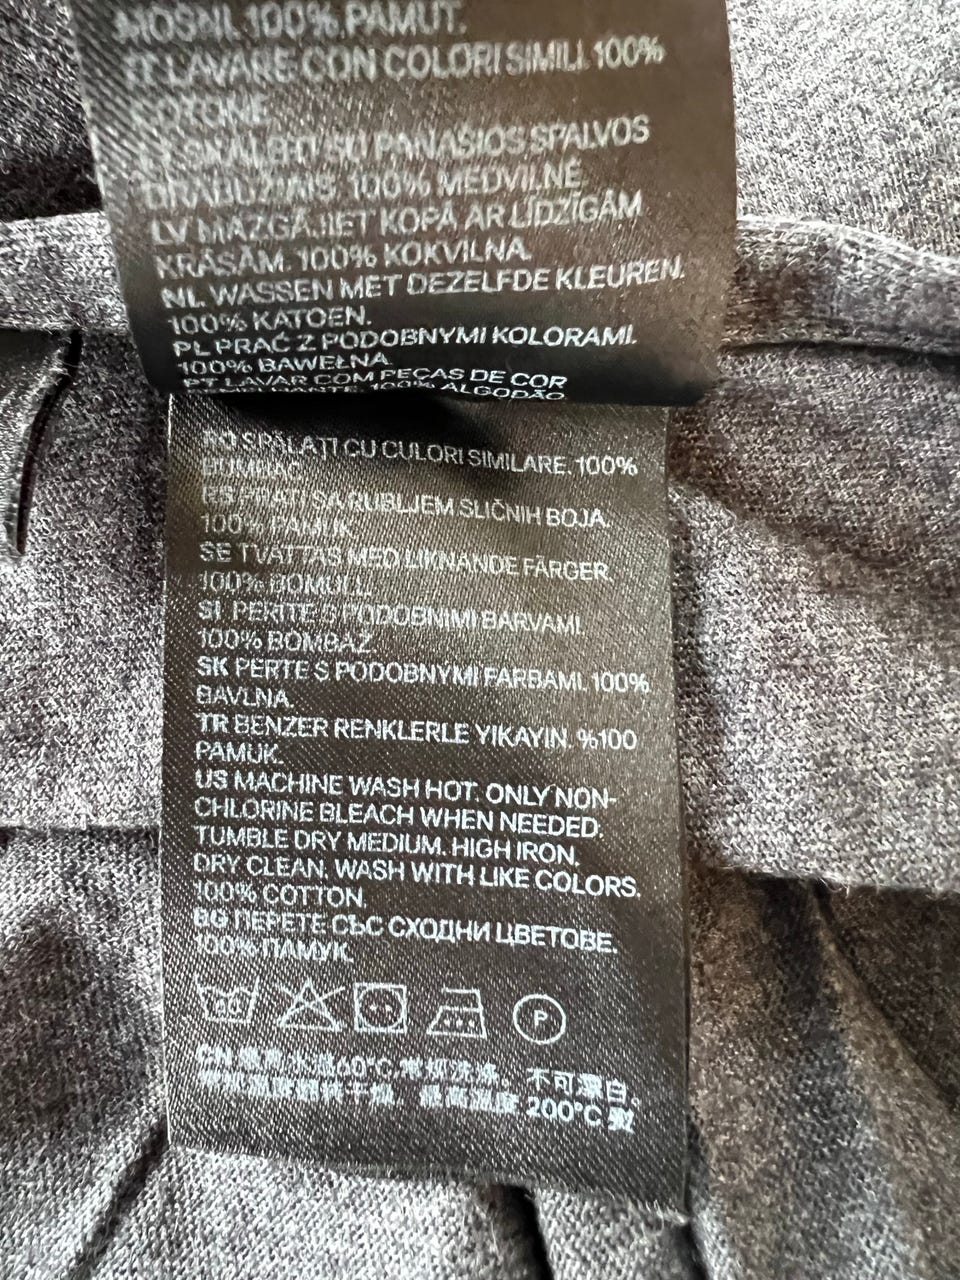 MOSNI. 100% PAMUT.
IT LAVARE CON COLORI SIMILI. 100%
COTONE.
LT SKALBTI SU PANAŠIOS SPALVOS
DRABUŽIAIS. 100% MEDVILNĖ.
LV MAZGĀJIET KOPĀ AR LĪDZĪGĀM
KRĀSĀM. 100% KOKVILNA.
NL WASSEN MET DEZELFDE KLEUREN.
100% KATOEN.
PL PRAĆ Z PODOBNYMI KOLORAMI.
100% BAWEŁNA.
PT LAVAR COM PEÇAS DE COR
100% ALGODÃO.
RO SPĂLAȚI CU CULORI SIMILARE. 100%
BUMBAC.
RS PRATI SA RUBLJEM SLIČNIH BOJA.
100% PAMUK.
SE TVÄTTAS MED LIKNANDE FÄRGER.
100% BOMULL.
SI PERITE S PODOBNIMI BARVAMI.
100% BOMBAŽ.
SK PERTE S PODOBNÝMI FARBAMI. 100%
BAVLNA.
TR BENZER RENKLERLE YIKAYIN. %100
PAMUK.
US MACHINE WASH HOT. ONLY NON-
CHLORINE BLEACH WHEN NEEDED.
TUMBLE DRY MEDIUM. HIGH IRON.
DRY CLEAN. WASH WITH LIKE COLORS.
100% COTTON.
BG ПЕРЕТЕ СЪС СХОДНИ ЦВЕТОВЕ.
100% ПАМУК.
60 P
CN 60°C 不可漂白。
200°C